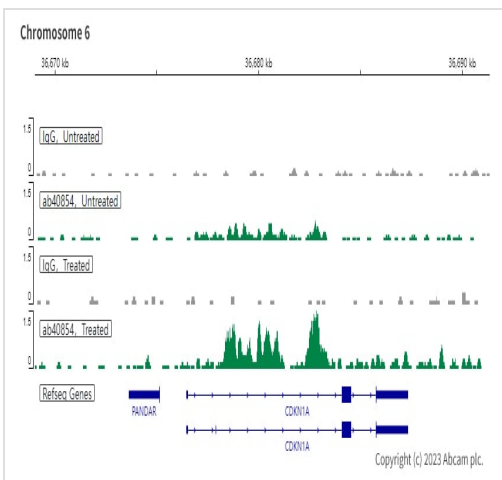 Chromosome 6
36,670 kb 36,680 kb 36,690 kb
1.5
IgG, Untreated
0
1.5
ab40854, Untreated
0
1.5
IgG, Treated
0
1.5
ab40854, Treated
0
Refseq Genes
PANDAR CDKN1A
CDKN1A
Copyright (c) 2023 Abcam plc.